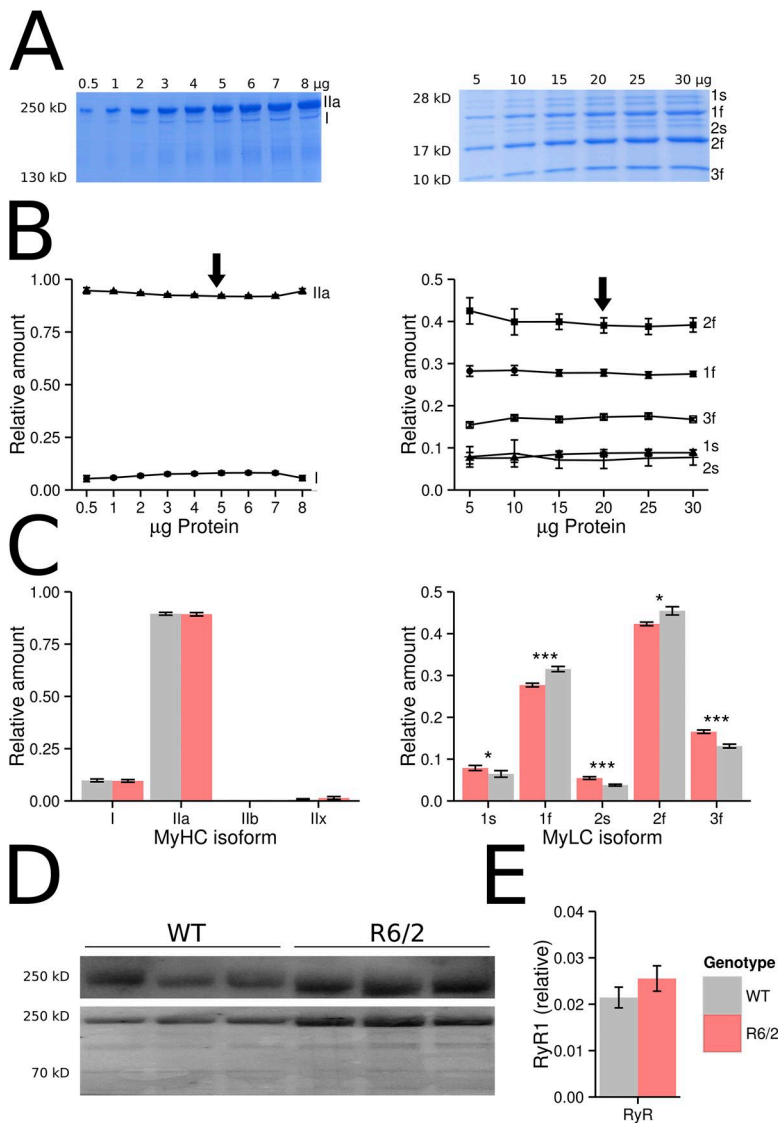 A
0.5 1 2 3 4 5 6 7 8 µg
250 kD
130 kD
IIa
I
5 10 15 20 25 30 µg
28 kD
17 kD
10 kD
1s
1f
2s
2f
3f
B
Relative amount
1.00
0.75
0.50
0.25
0.00
IIa
I
0.5 1 2 3 4 5 6 7 8
µg Protein
Relative amount
0.5
0.4
0.3
0.2
0.1
0.0
2f
1f
3f
1s
2s
5 10 15 20 25 30
µg Protein
C
Relative amount
1.00
0.75
0.50
0.25
0.00
I IIa IIb IIx
MyHC isoform
Relative amount
0.5
0.4
0.3
0.2
0.1
0.0
*
***
***
*
***
1s 1f 2s 2f 3f
MyLC isoform
D
WT R6/2
250 kD
250 kD
70 kD
E
RyR1 (relative)
0.04
0.03
0.02
0.01
0.00
RyR
Genotype
WT
R6/2